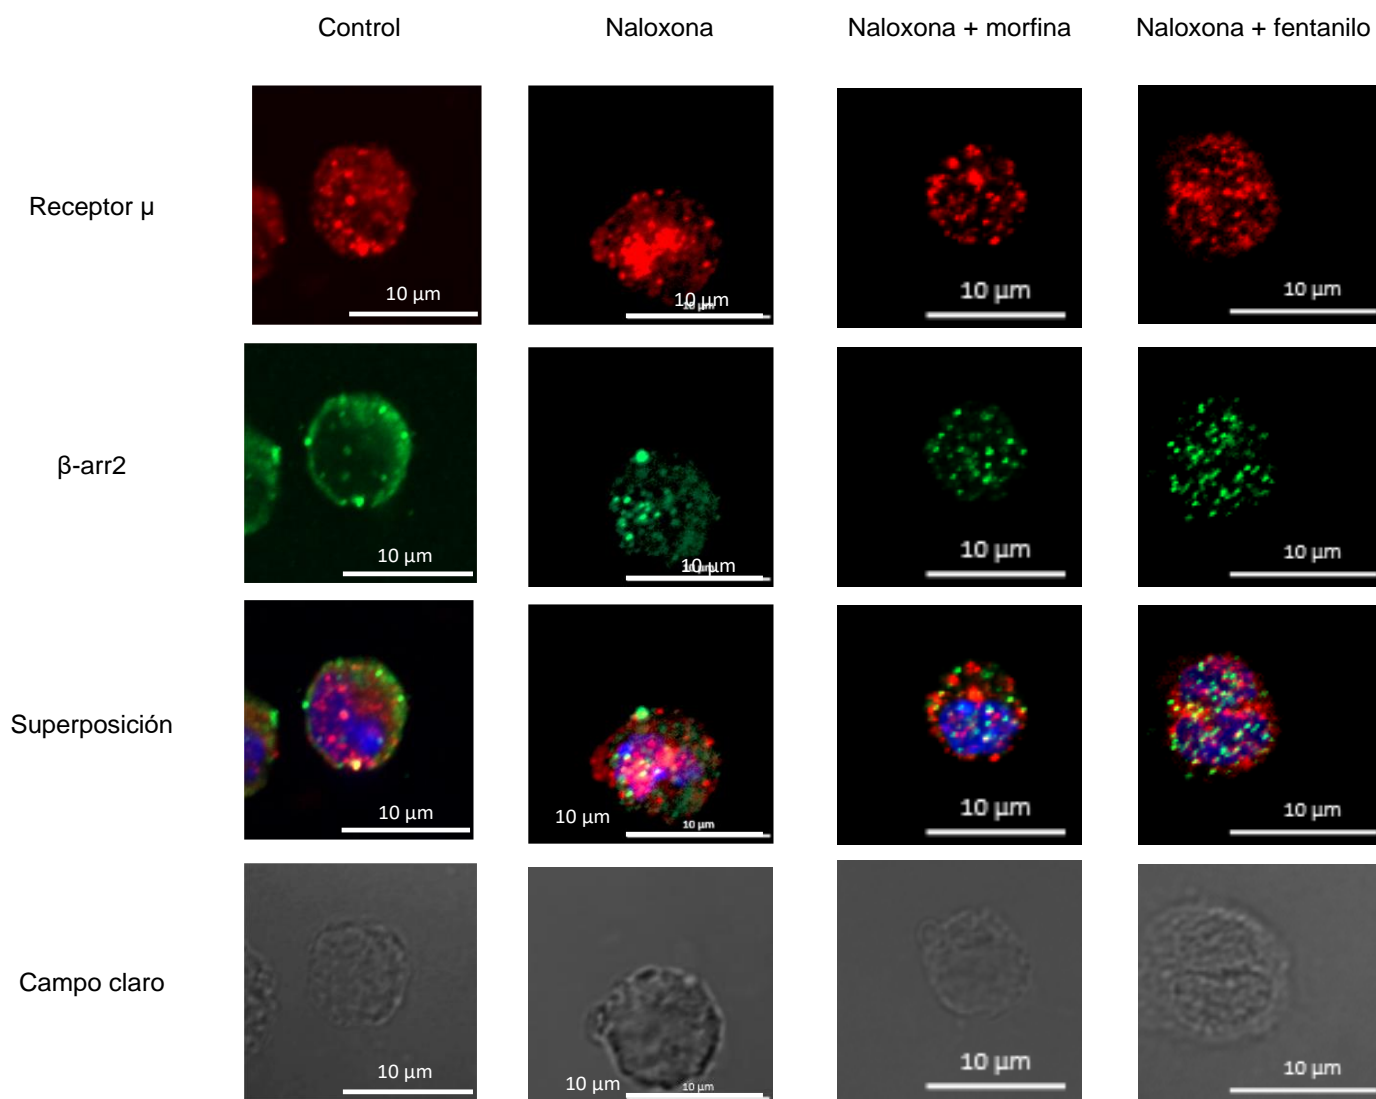 Control
Naloxona
Naloxona + morfina
Naloxona + fentanilo
Receptor μ
10 μm
10 μm
10 μm
10 μm
β-arr2
10 μm
10 μm
10 μm
10 μm
Superposición
10 μm
10 μm
10 μm
10 μm
10 μm
Campo claro
10 μm
10 μm
10 μm
10 μm
10 μm